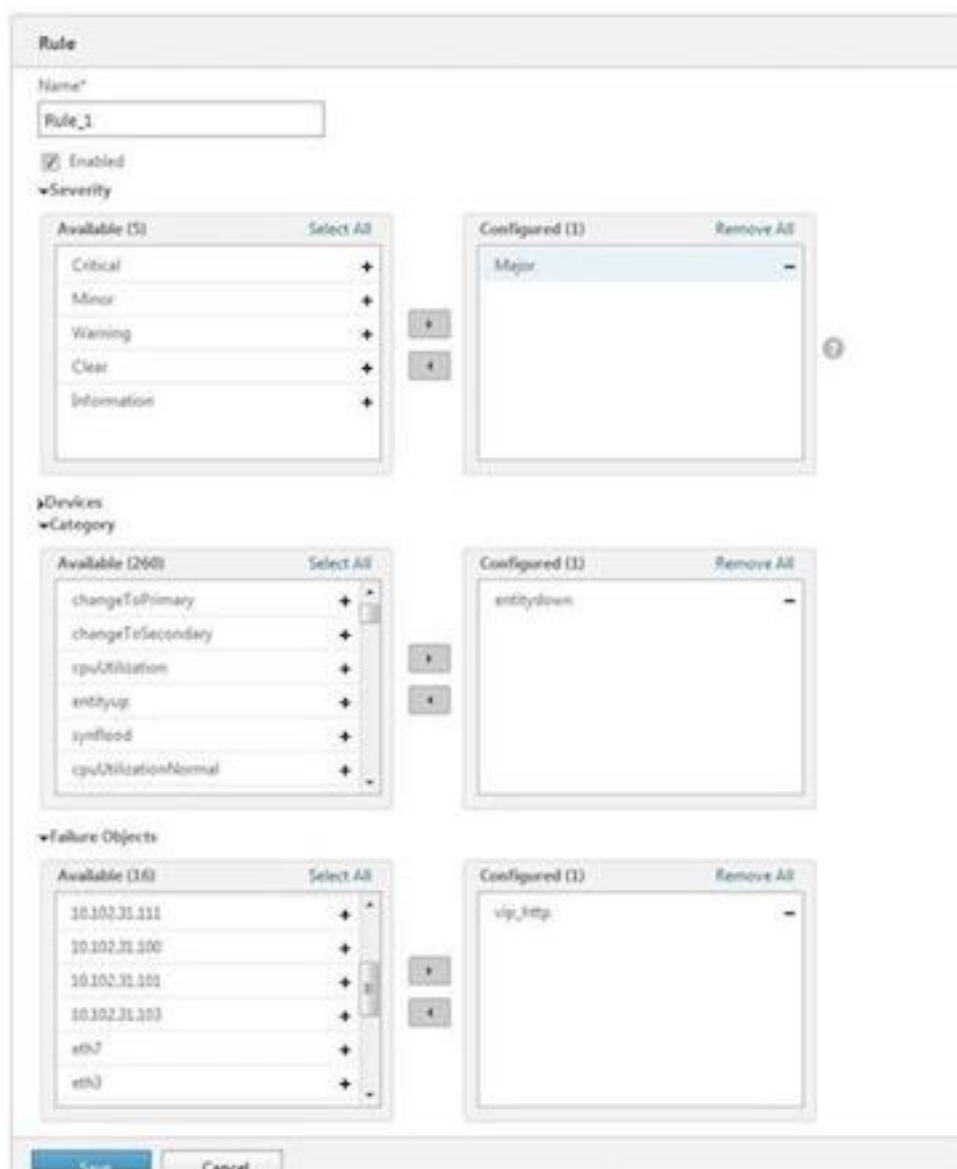 Rule
Name*
Rule_1
Enabled
Severity
Available (5) Select All
Configured (1) Remove All
Critical
Minor
Warning
Clear
Information
Major
?
Devices
Category
Available (260) Select All
Configured (1) Remove All
changeToPrimary
changeToSecondary
cpuUtilization
entityup
synflood
cpuUtilizationNormal
entitydown
Failure Objects
Available (16) Select All
Configured (1) Remove All
10.102.31.111
10.102.31.100
10.102.31.101
10.102.31.103
eth7
eth3
vip_http
Save Cancel